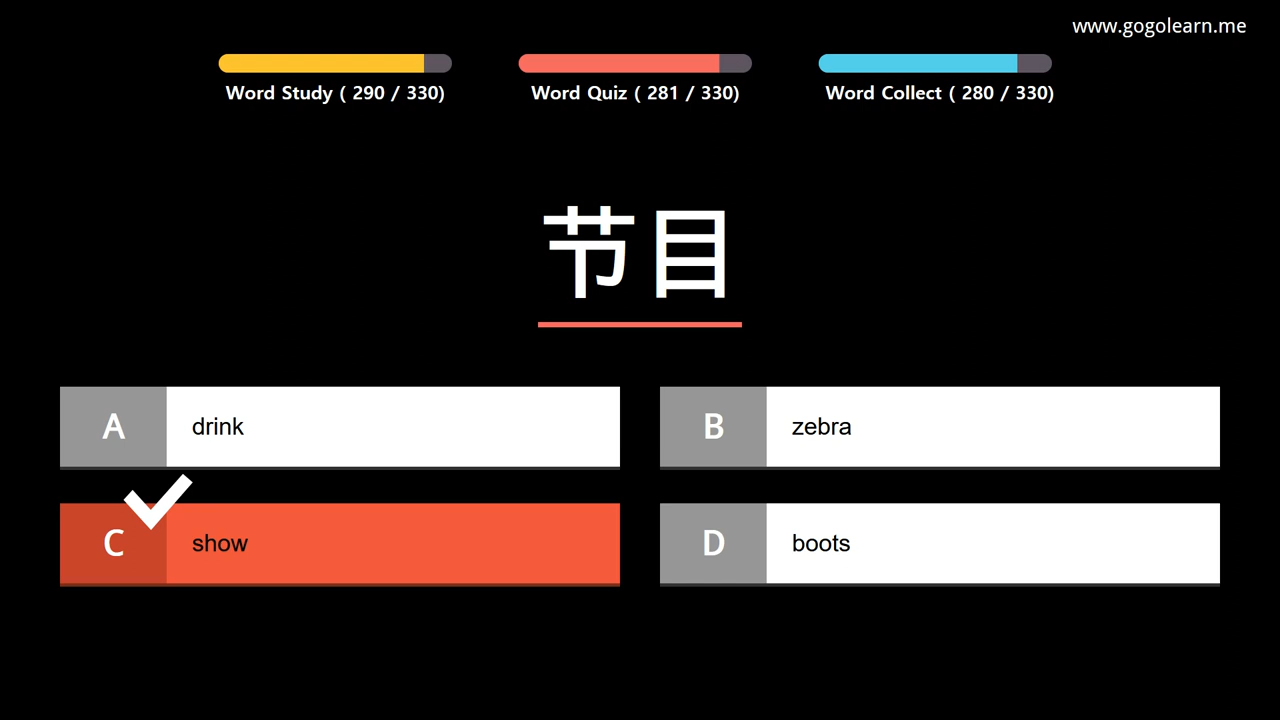 www.gogolearn.me
Word Study ( 290 / 330)
Word Quiz ( 281 / 330)
Word Collect ( 280 / 330)
节目
A drink
B zebra
C show
D boots